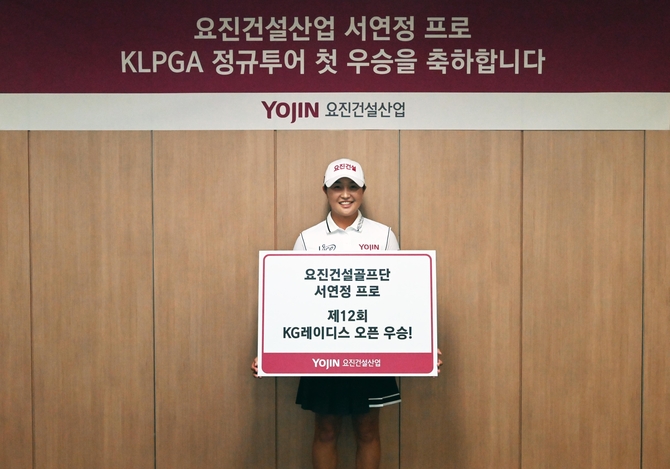 요진건설산업 서연정 프로
KLPGA 정규투어 첫 우승을 축하합니다
YOJIN 요진건설산업
요진건설
YOJIN
요진건설골프단
서연정 프로
제12회
KG레이디스 오픈 우승!
YOJIN 요진건설산업